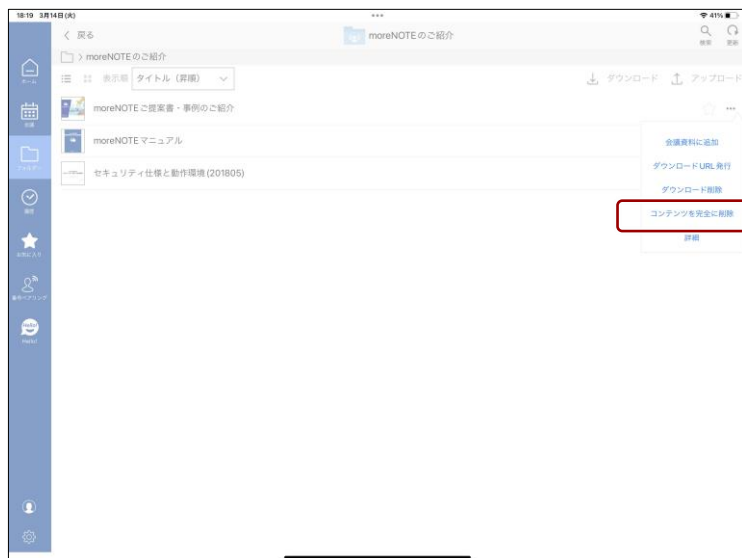 18:19 3月14日(火)
41%
戻る
moreNOTEのご紹介
検索
更新
moreNOTEのご紹介
表示順 タイトル(昇順)
ダウンロード
アップロード
ホーム
会議
フォルダー
履歴
お気に入り
Hello!
Hello!
moreNOTEご提案書・事例のご紹介
moreNOTEマニュアル
セキュリティ仕様と動作環境(201805)
会議資料に追加
ダウンロードURL発行
ダウンロード削除
コンテンツを完全に削除
詳細